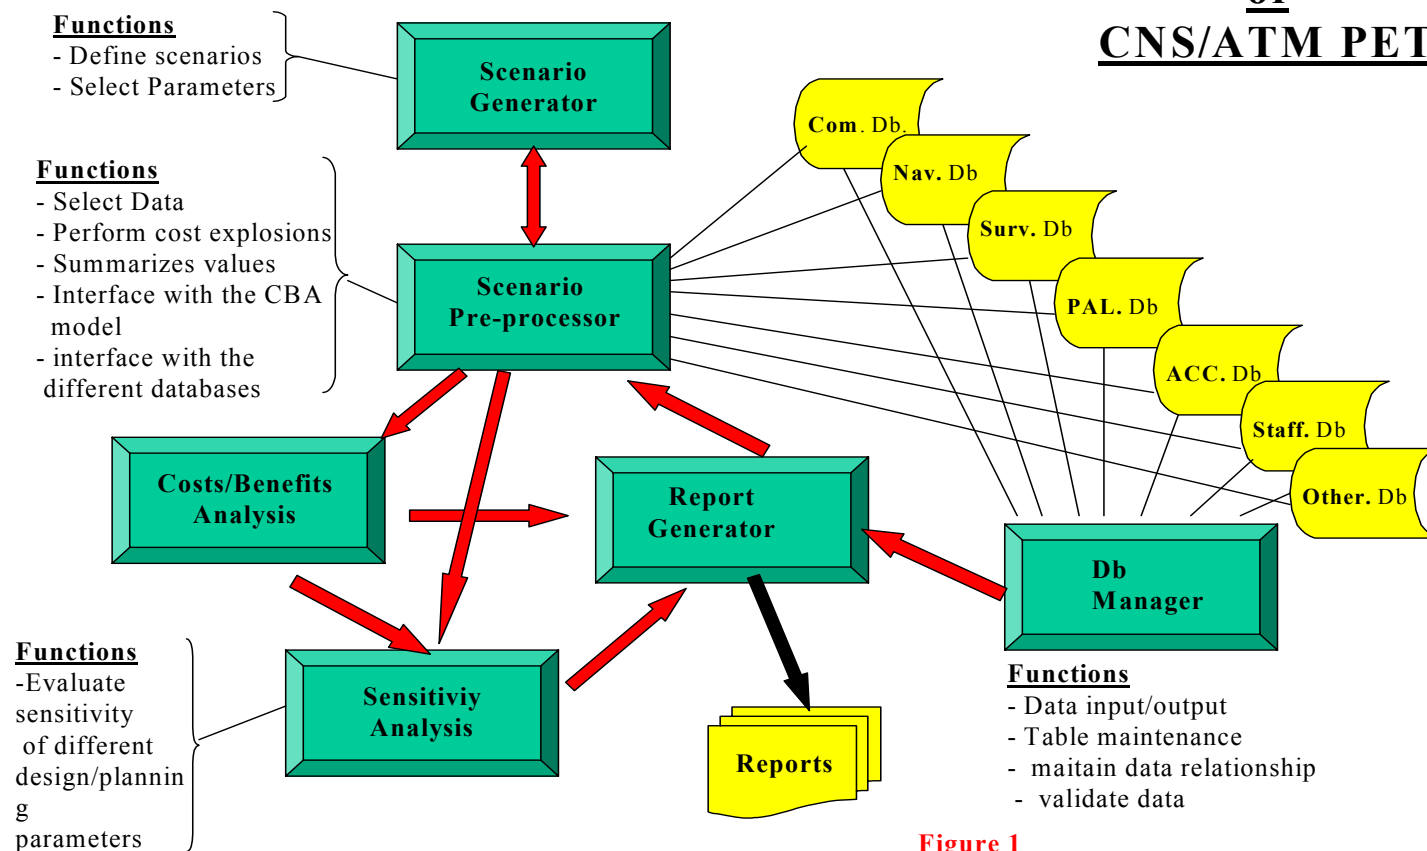 of
CNS/ATM PET
Functions
- Define scenarios
- Select Parameters
Scenario
Generator
Com. Db.
Nav. Db
Surv. Db
PAL. Db
ACC. Db
Staff. Db
Other. Db
Functions
- Select Data
- Perform cost explosions
- Summarizes values
- Interface with the CBA
model
- interface with the
different databases
Scenario
Pre-processor
Costs/Benefits
Analysis
Report
Generator
Db
Manager
Functions
-Evaluate
sensitivity
of different
design/plannin
g
parameters
Sensitiviy
Analysis
Reports
Functions
- Data input/output
- Table maintenance
- maitain data relationship
- validate data
Figure 1